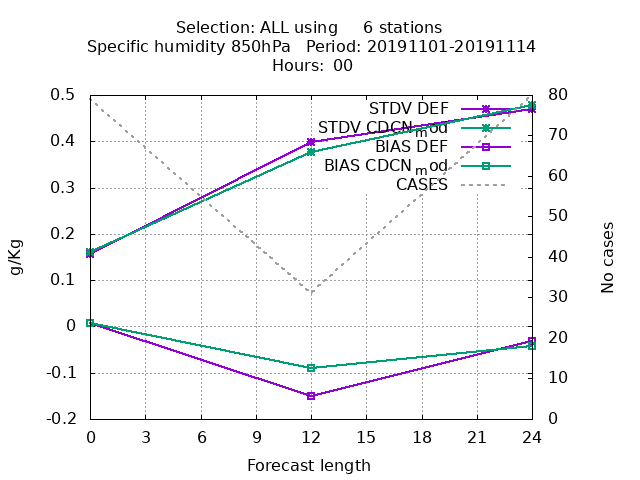 Selection: ALL using     6 stations
Specific humidity 850hPa   Period: 20191101-20191114
Hours:  00
STDV DEF
STDV CDCN_mod
BIAS DEF
BIAS CDCN_mod
CASES
0.5
0.4
0.3
0.2
0.1
0
-0.1
-0.2
g/Kg
80
70
60
50
40
30
20
10
0
No cases
0 3 6 9 12 15 18 21 24
Forecast length